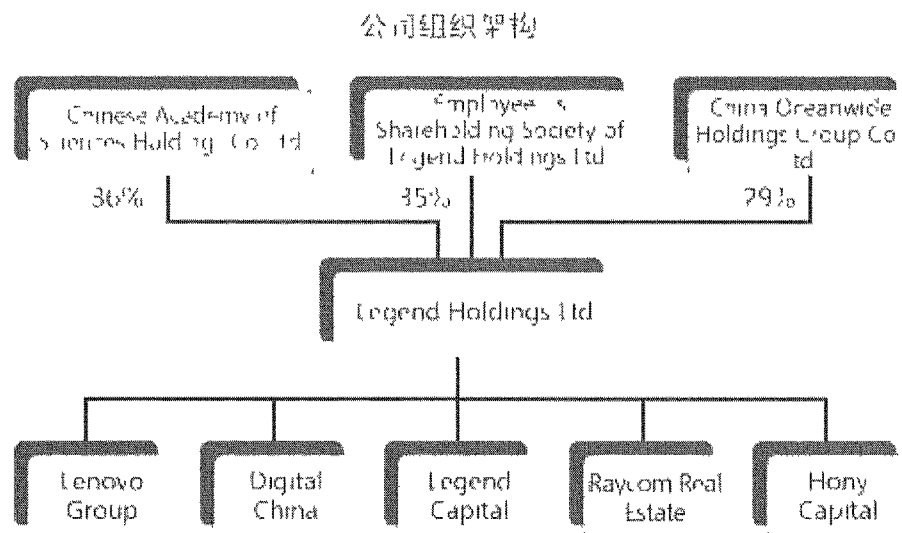 公司组织架构
Chinese Academy of
Sciences Holdings Co Ltd
Employees
Shareholding Society of
Legend Holdings Ltd
China Oceanwide
Holdings Group Co
Ltd
36%
35%
29%
Legend Holdings Ltd
Lenovo
Group
Digital
China
Legend
Capital
Raycom Real
Estate
Hony
Capital